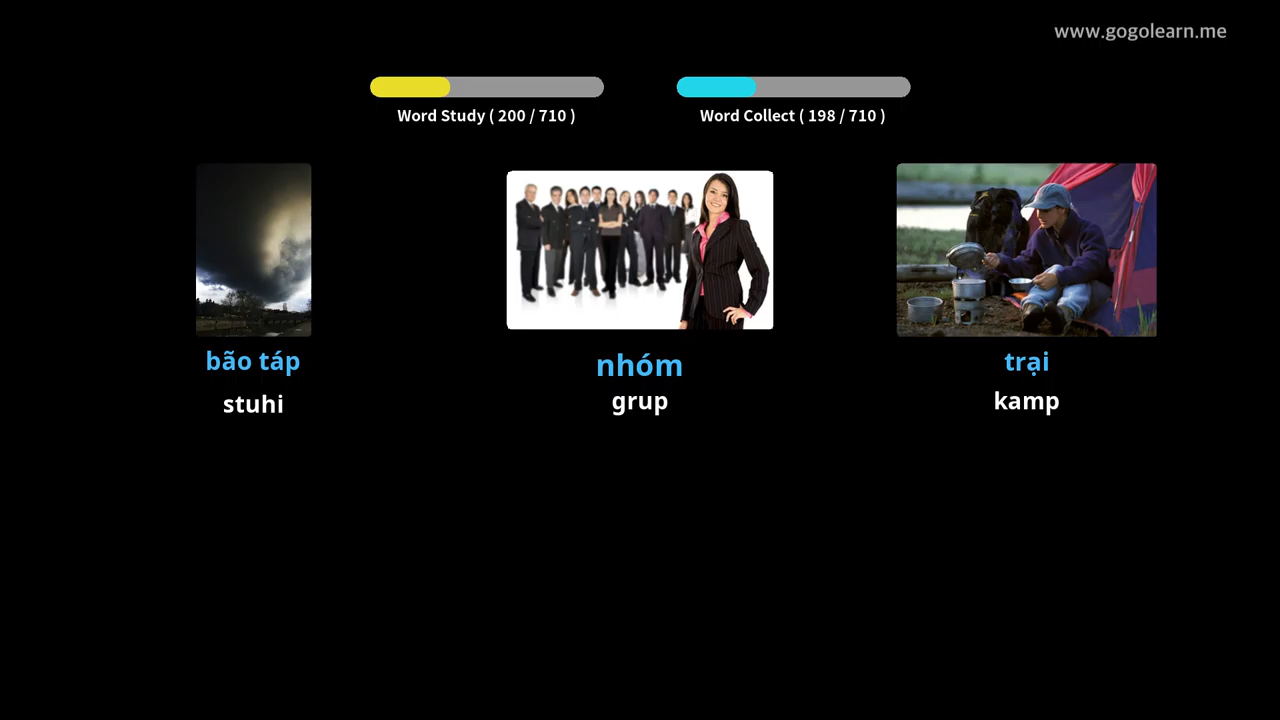 www.gogolearn.me
Word Study ( 200 / 710 )
Word Collect ( 198 / 710 )
bão táp
stuhi
nhóm
grup
trại
kamp